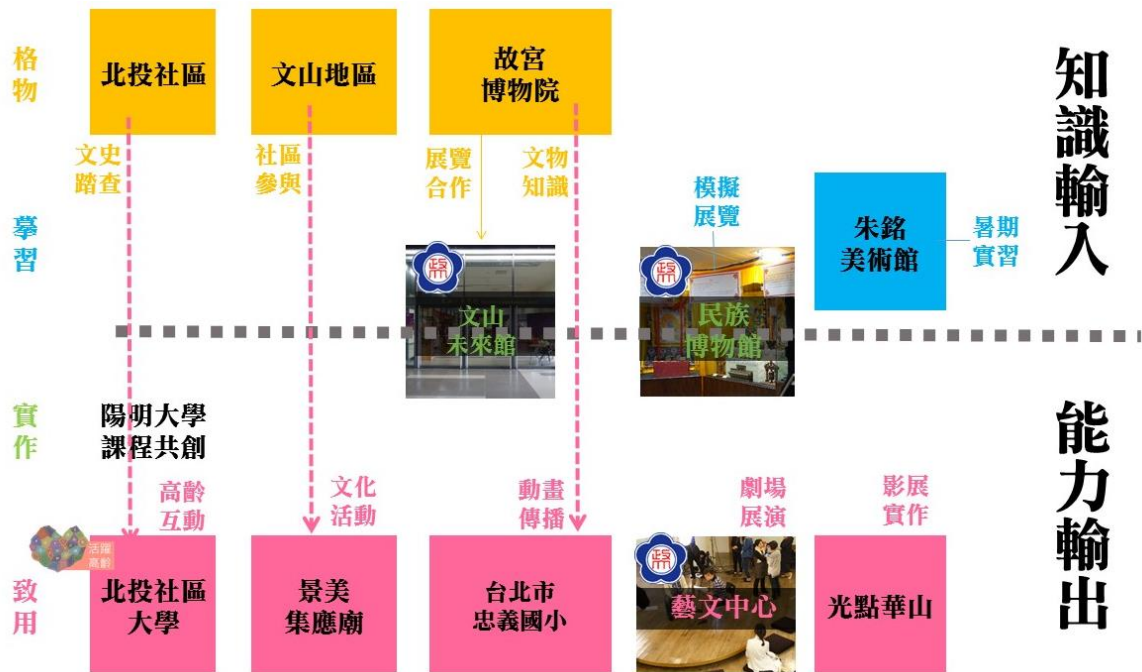 格
物
北投社區
文山地區
故宮
博物院
知識輸入
文史
踏查
社區
參與
展覽
合作
文物
知識
摹
習
模擬
展覽
朱銘
美術館
暑期
實習
政
文山
未來館
政
民族
博物館
實
作
陽明大學
課程共創
能力輸出
高齡
互動
文化
活動
動畫
傳播
劇場
展演
影展
實作
致
用
活躍
高齡
北投社區
大學
景美
集應廟
台北市
忠義國小
政
藝文中心
光點華山